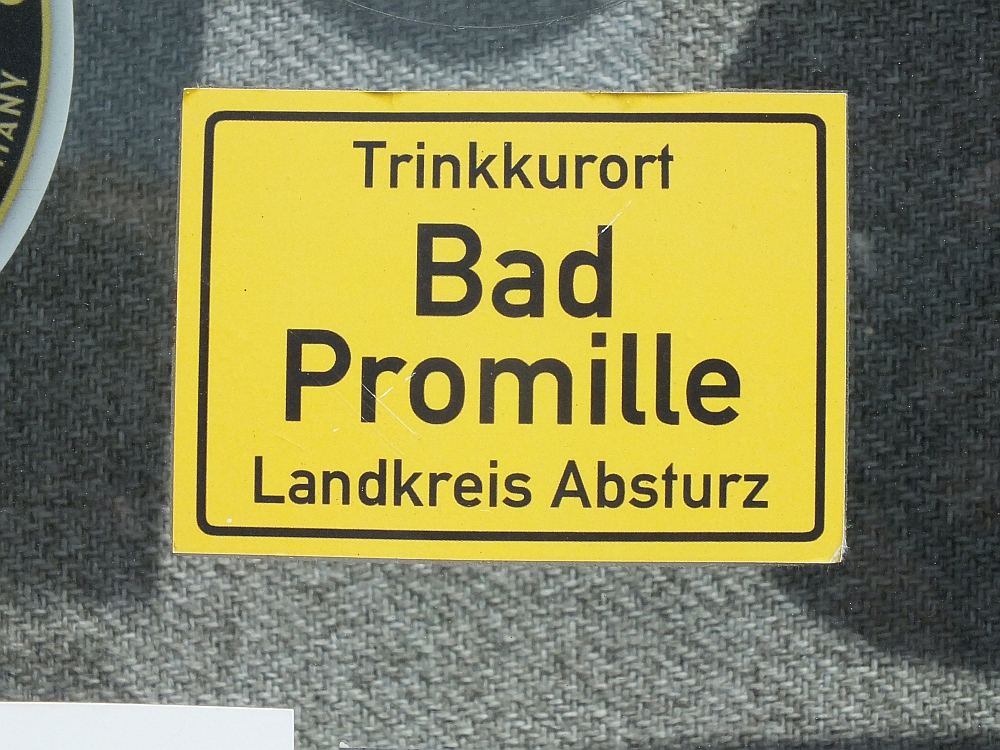 Trinkkurort
Bad
Promille
Landkreis Absturz